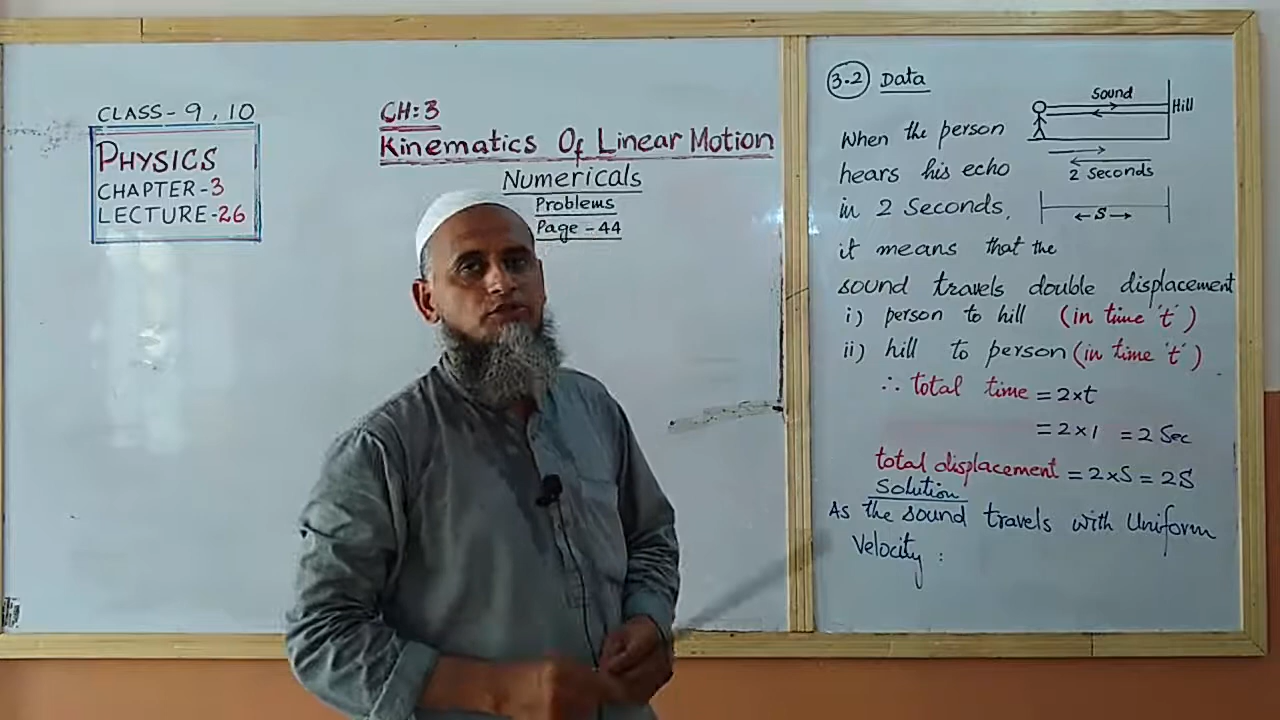 CLASS - 9 , 10
PHYSICS
CHAPTER - 3
LECTURE - 26
CH: 3
Kinematics Of Linear Motion
Numericals
Problems
Page - 44
3.2 Data
Sound
Hill
2 Seconds
← S →
When the person
hears his echo
in 2 Seconds,
it means that the
sound travels double displacement
i) person to hill (in time 't')
ii) hill to person (in time 't')
∴ total time = 2×t
= 2×1 = 2 Sec
total displacement = 2×S = 2S
Solution
As the sound travels with Uniform
Velocity :